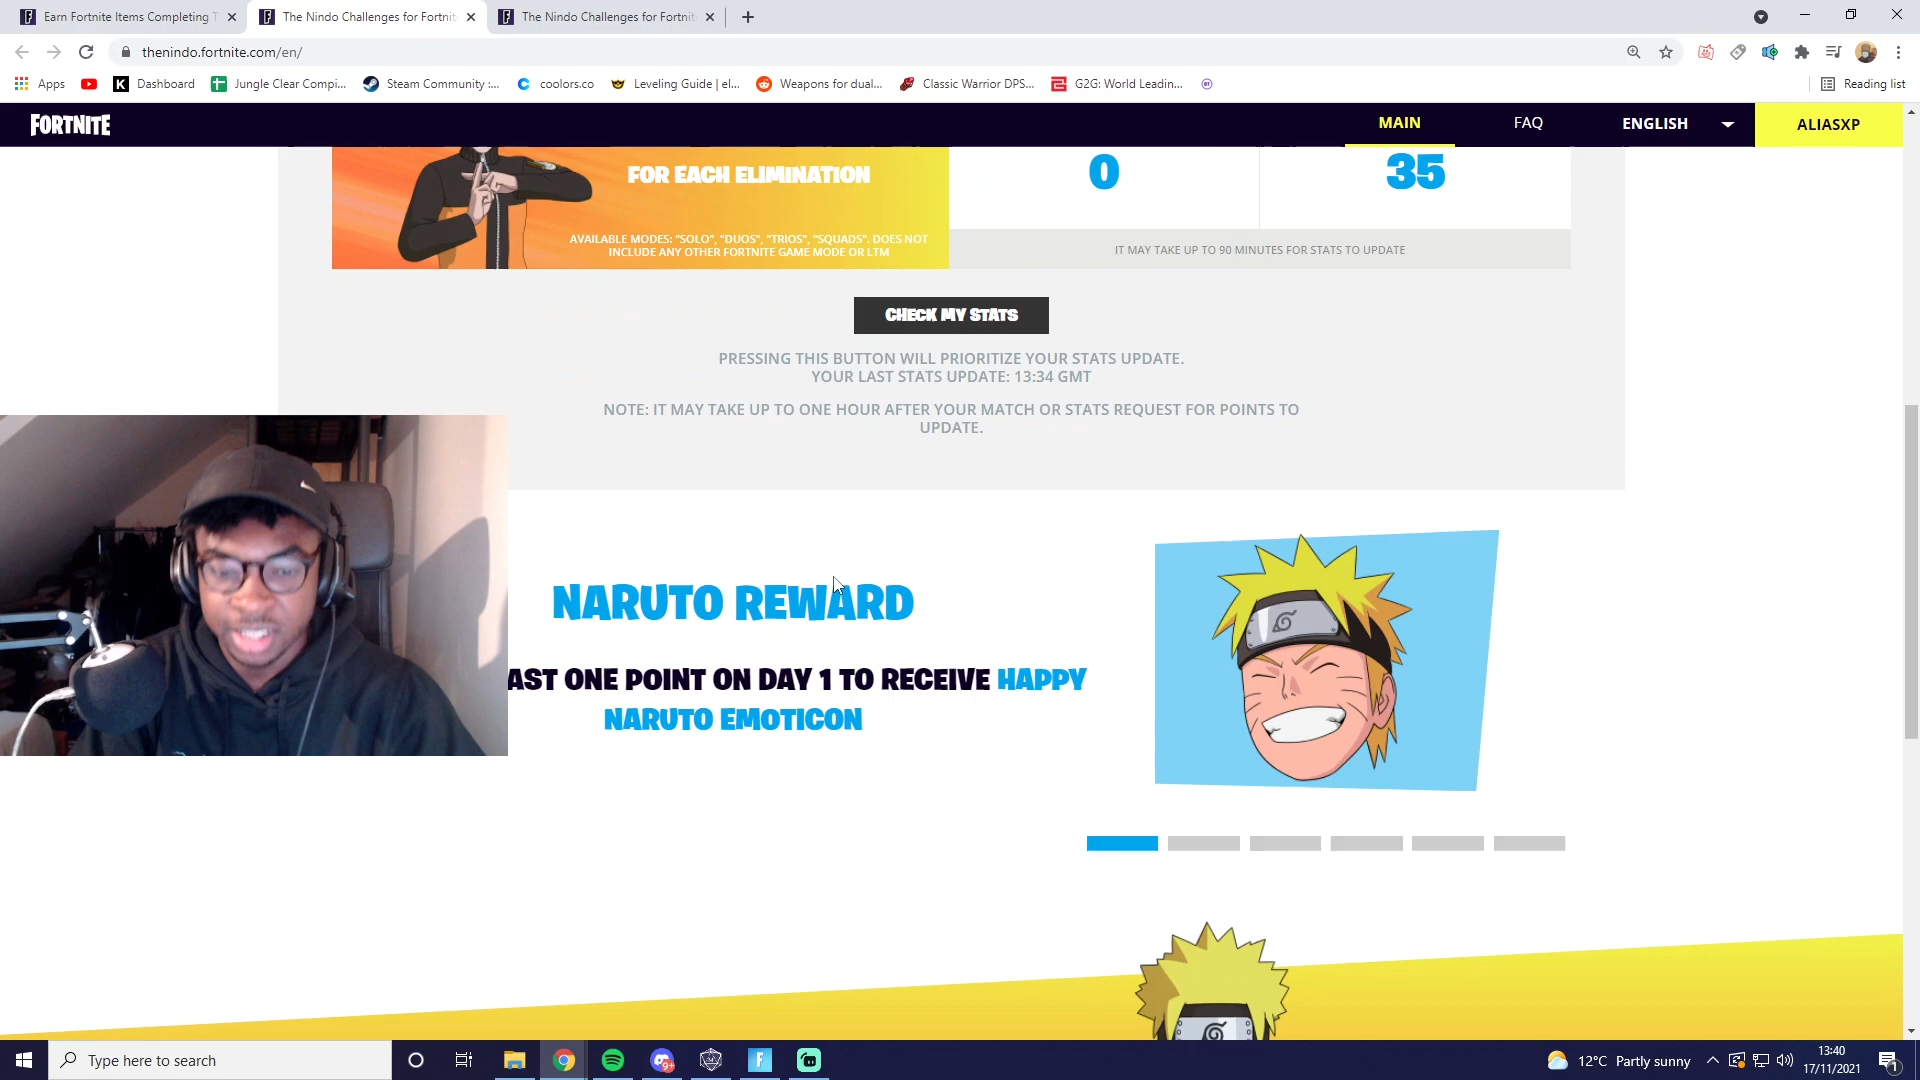 Earn Fortnite Items Completing T
The Nindo Challenges for Fortnit
The Nindo Challenges for Fortnit
thenindo.fortnite.com/en/
Apps
Dashboard
Jungle Clear Compi...
Steam Community :...
coolors.co
Leveling Guide | el...
Weapons for dual...
Classic Warrior DPS...
G2G: World Leadin...
Reading list
FORTNITE
MAIN
FAQ
ENGLISH
ALIASXP
FOR EACH ELIMINATION
0
35
AVAILABLE MODES: "SOLO", "DUOS", "TRIOS", "SQUADS". DOES NOT
INCLUDE ANY OTHER FORTNITE GAME MODE OR LTM
IT MAY TAKE UP TO 90 MINUTES FOR STATS TO UPDATE
CHECK MY STATS
PRESSING THIS BUTTON WILL PRIORITIZE YOUR STATS UPDATE.
YOUR LAST STATS UPDATE: 13:34 GMT
NOTE: IT MAY TAKE UP TO ONE HOUR AFTER YOUR MATCH OR STATS REQUEST FOR POINTS TO
UPDATE.
NARUTO REWARD
AST ONE POINT ON DAY 1 TO RECEIVE HAPPY
NARUTO EMOTICON
Type here to search
9+
12°C Partly sunny
13:40
17/11/2021
1